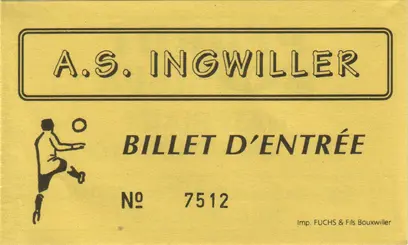 A.S. INGWILLER
BILLET D'ENTRÉE
Nº 7512
Imp. FUCHS & Fils Bouxwiller